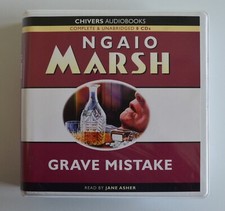 CHIVERS AUDIOBOOKS
COMPLETE & UNABRIDGED 8 CDs
NGAIO
MARSH
GRAVE MISTAKE
READ BY JANE ASHER